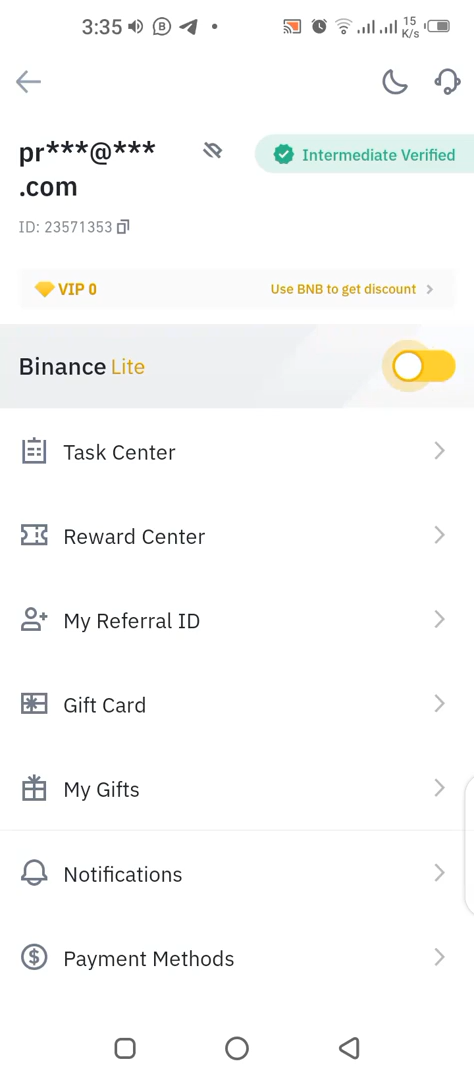 3:35
15
K/s
pr***@***
.com
Intermediate Verified
ID: 23571353
VIP 0
Use BNB to get discount
Binance Lite
Task Center
Reward Center
My Referral ID
Gift Card
My Gifts
Notifications
Payment Methods